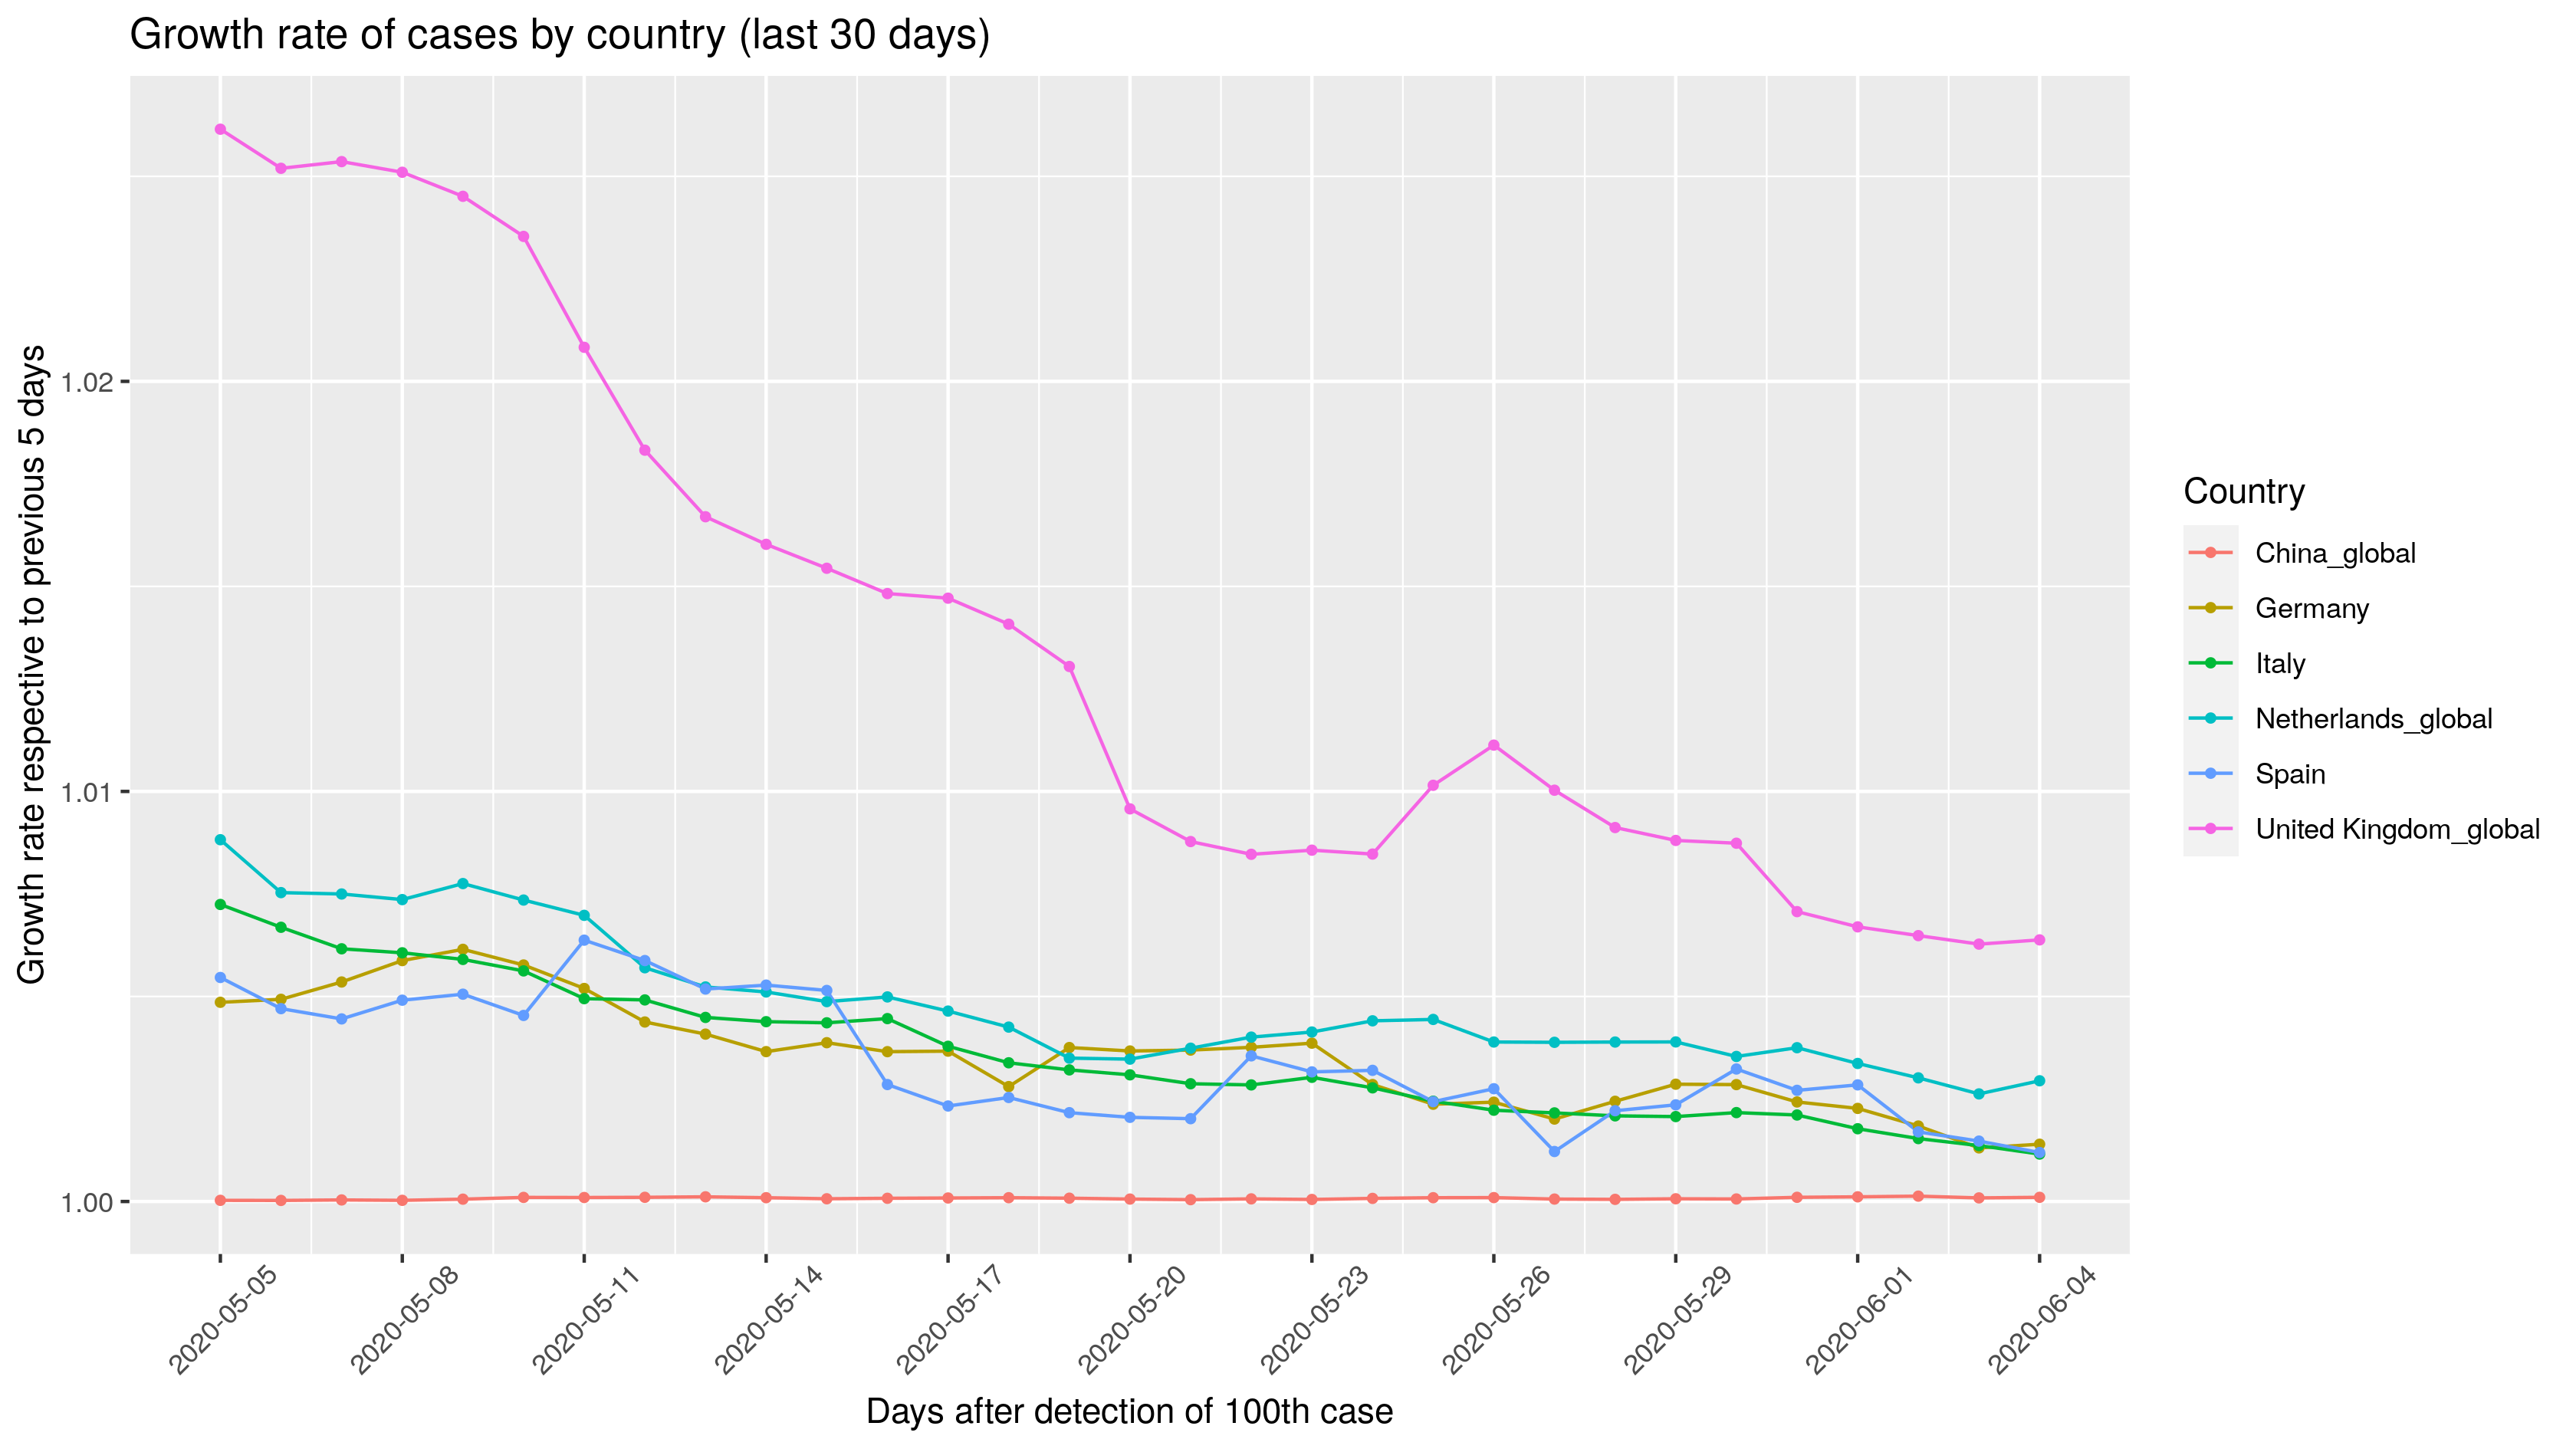 Growth rate of cases by country (last 30 days)
Growth rate respective to previous 5 days
1.02
1.01
1.00
2020-05-05
2020-05-08
2020-05-11
2020-05-14
2020-05-17
2020-05-20
2020-05-23
2020-05-26
2020-05-29
2020-06-01
2020-06-04
Days after detection of 100th case
Country
China_global
Germany
Italy
Netherlands_global
Spain
United Kingdom_global